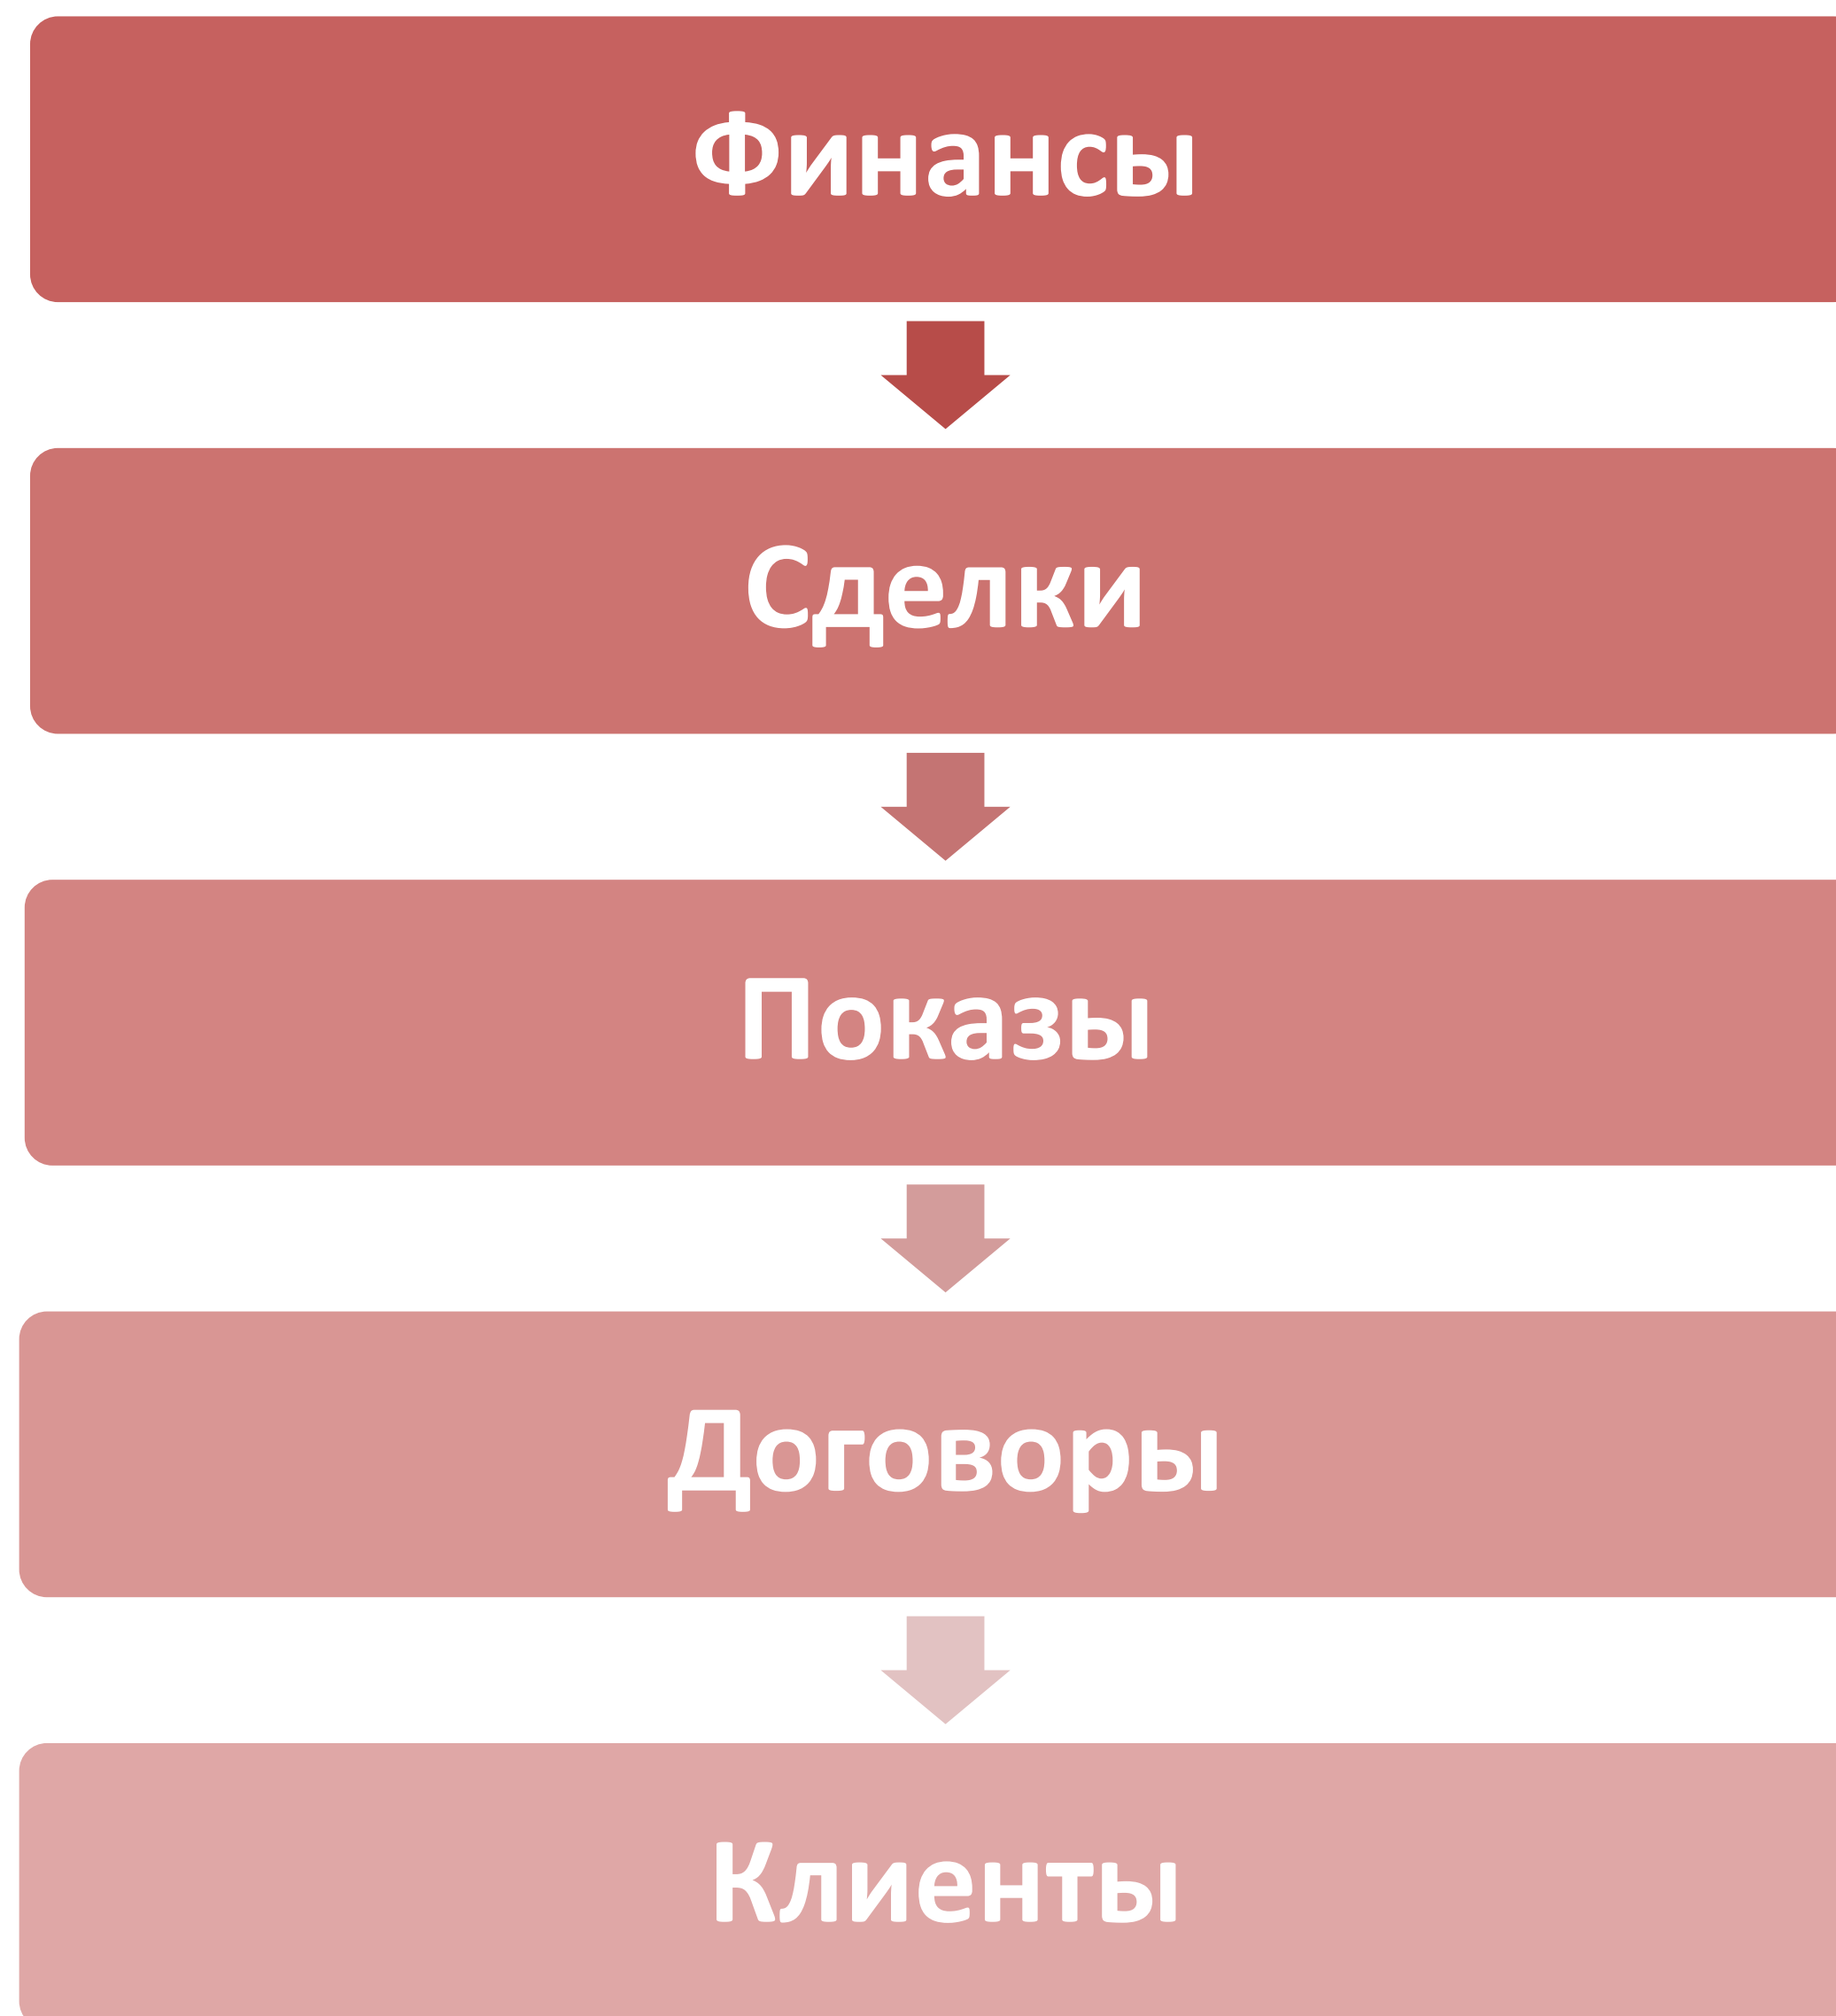 Финансы
Сделки
Показы
Договоры
Клиенты